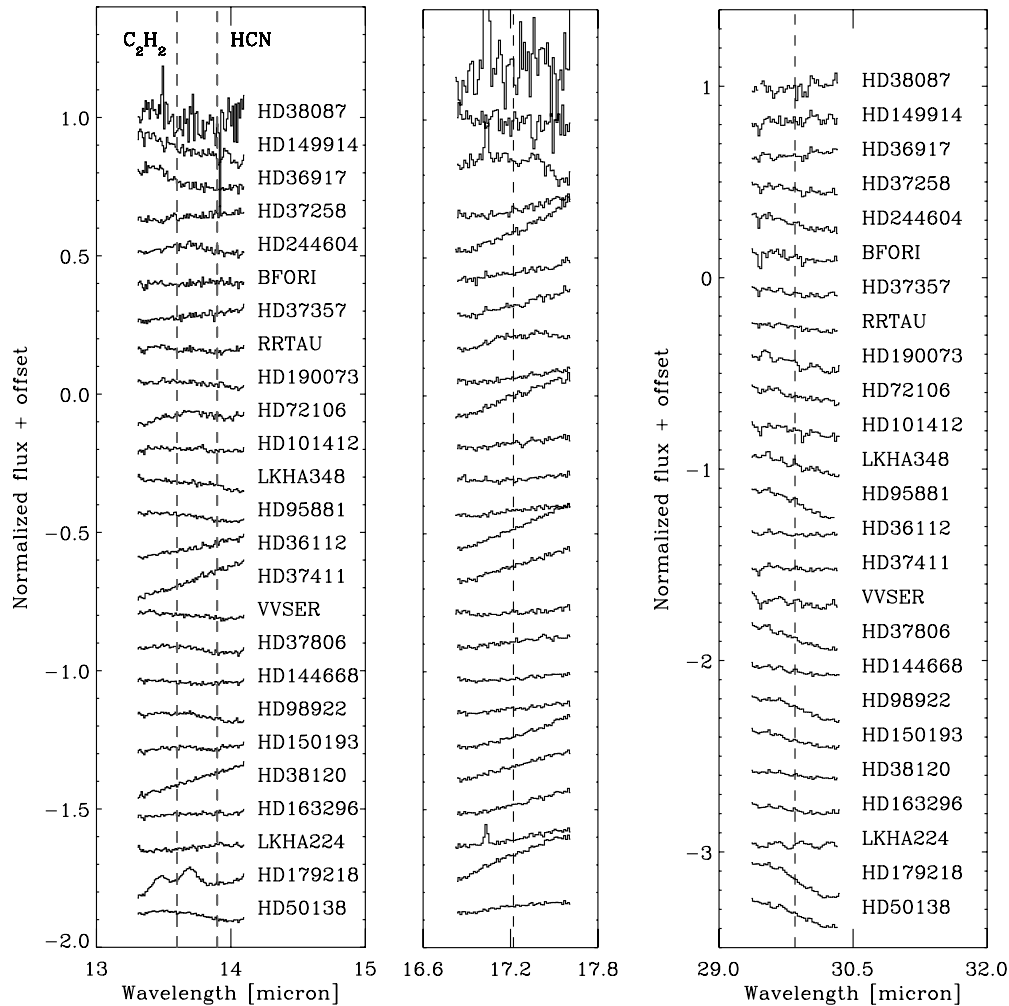 C2H2 HCN
1.0
0.5
0.0
−0.5
−1.0
−1.5
−2.0
Normalized flux + offset
HD38087
HD149914
HD36917
HD37258
HD244604
BFORI
HD37357
RRTAU
HD190073
HD72106
HD101412
LKHA348
HD95881
HD36112
HD37411
VVSER
HD37806
HD144668
HD98922
HD150193
HD38120
HD163296
LKHA224
HD179218
HD50138
13 14 15
Wavelength [micron]
16.6 17.2 17.8
1
0
−1
−2
−3
Normalized flux + offset
HD38087
HD149914
HD36917
HD37258
HD244604
BFORI
HD37357
RRTAU
HD190073
HD72106
HD101412
LKHA348
HD95881
HD36112
HD37411
VVSER
HD37806
HD144668
HD98922
HD150193
HD38120
HD163296
LKHA224
HD179218
HD50138
29.0 30.5 32.0
Wavelength [micron]